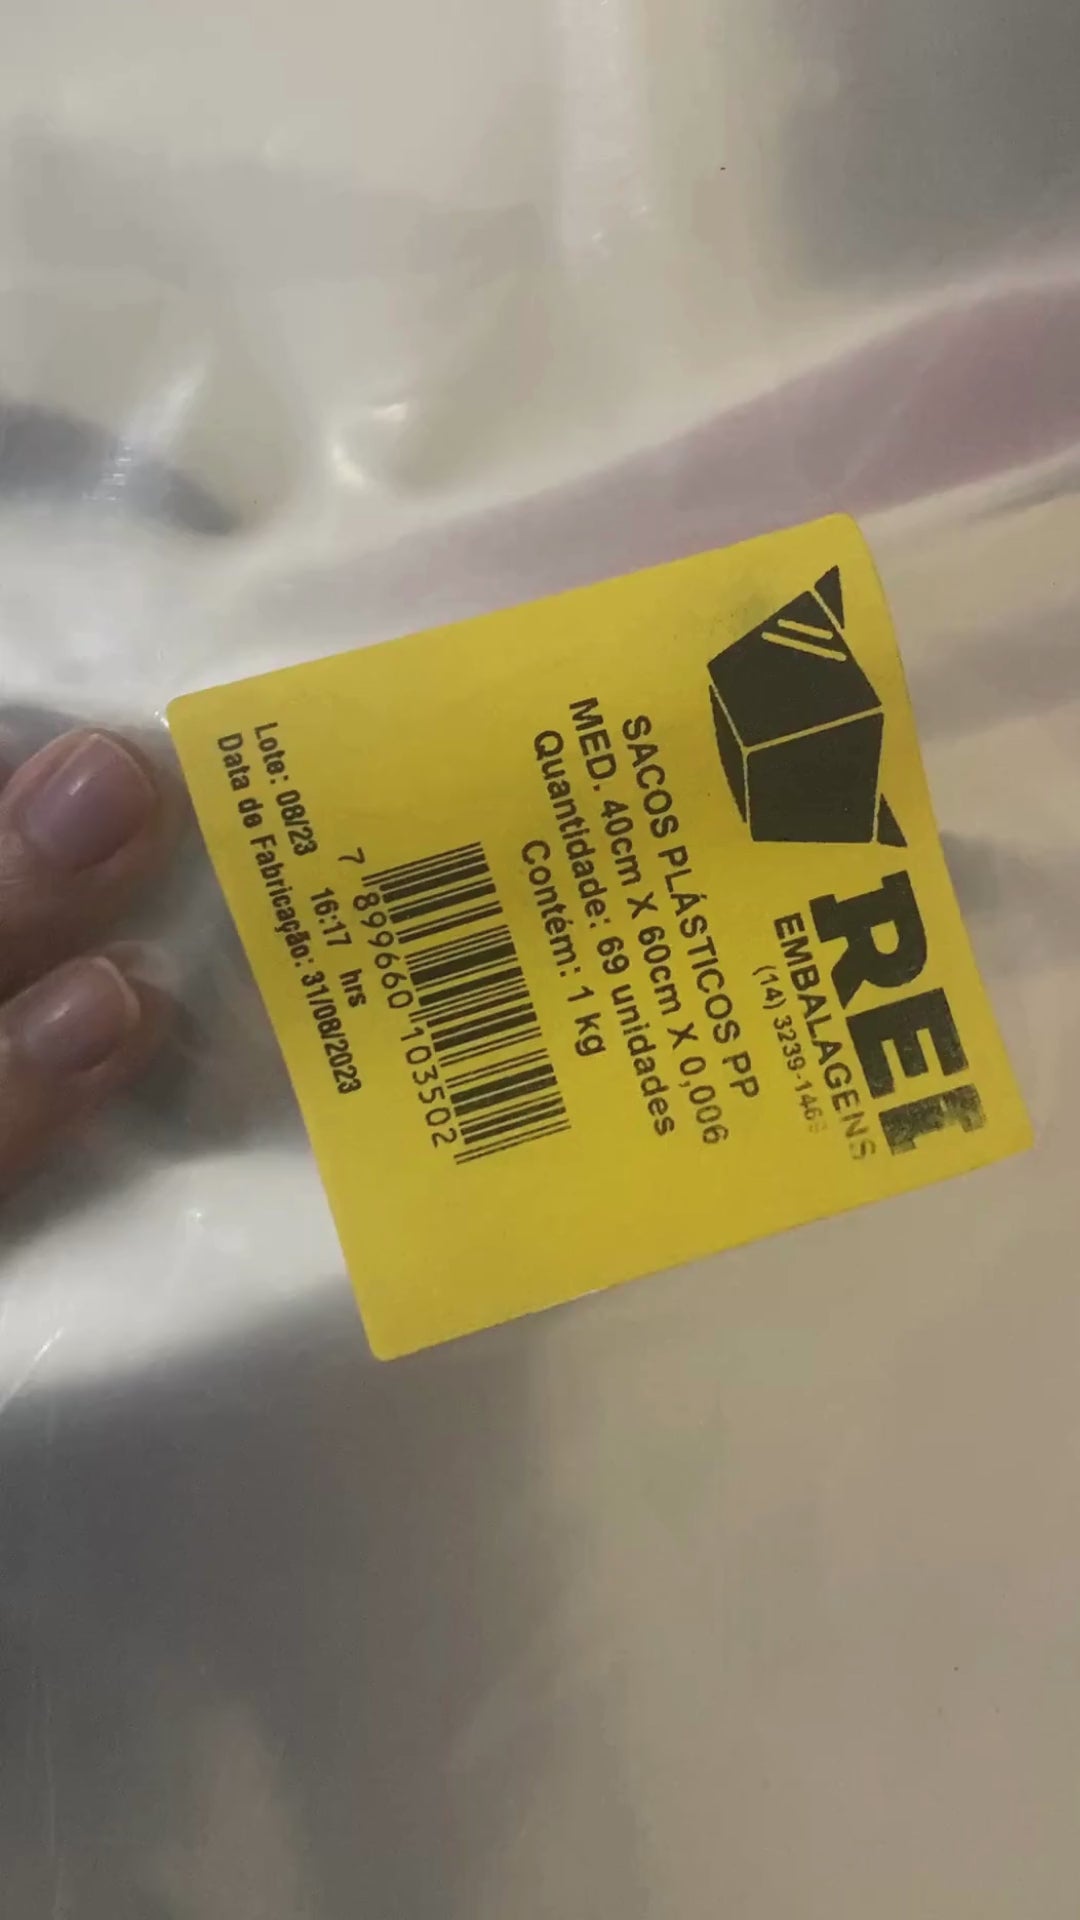 REI
EMBALAGENS
(14) 3239-146
SACOS PLÁSTICOS PP
MED. 40cm X 60cm X 0,006
Quantidade: 69 unidades
Contém: 1 kg
7 899660 103502
Lote: 08/23 16:17 hrs
Data de Fabricação: 31/08/2023